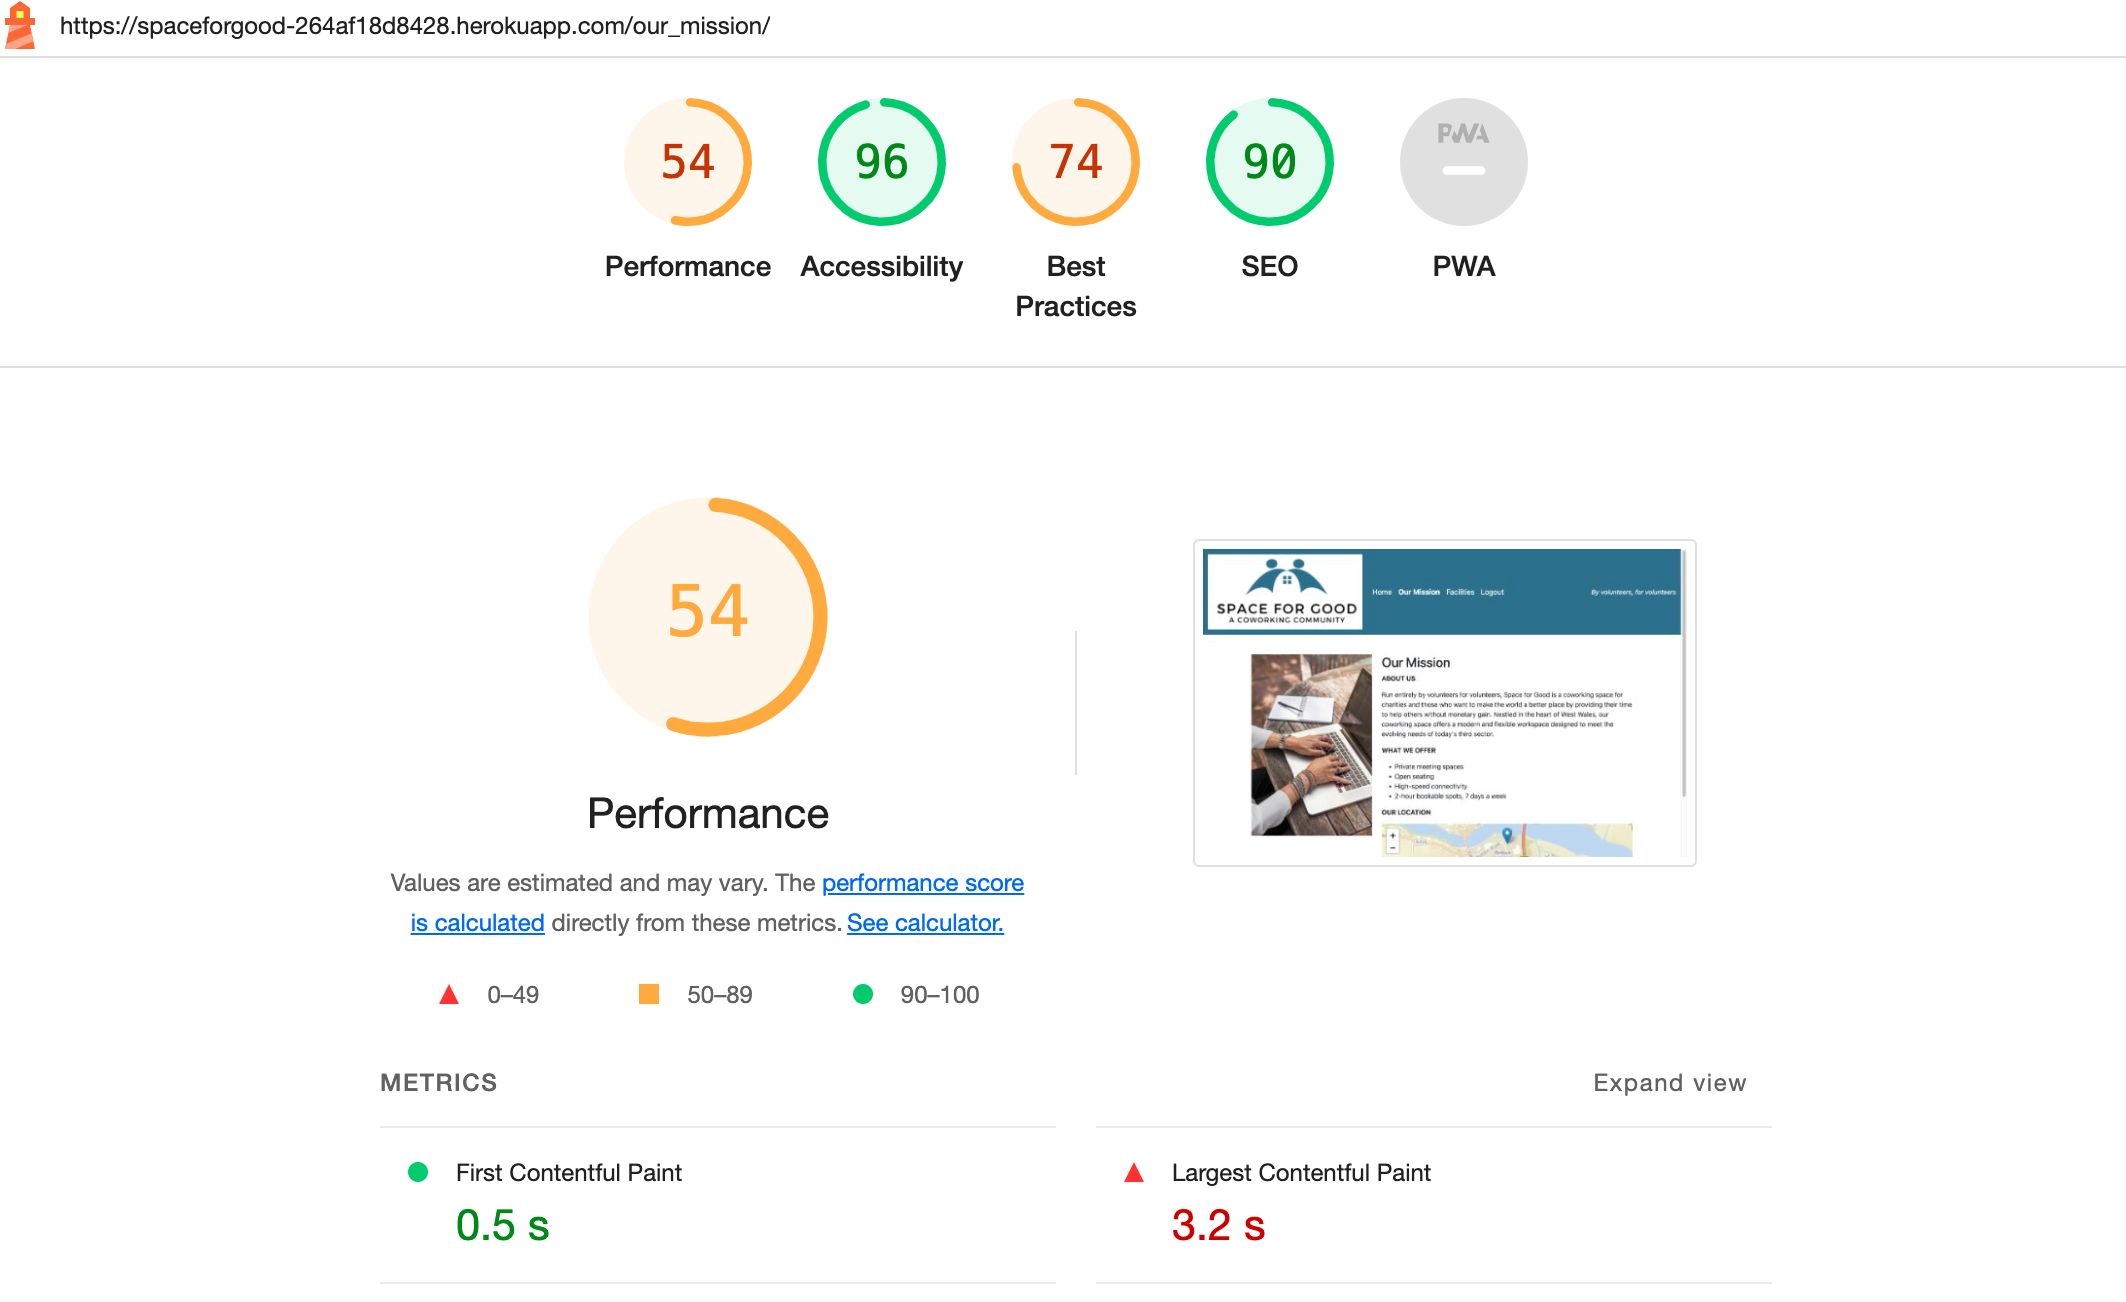 https://spaceforgood-264af18d8428.herokuapp.com/our_mission/
54
96
74
90
PWA
Performance
Accessibility
Best
Practices
SEO
PWA
54
Performance
Values are estimated and may vary. The performance score
is calculated directly from these metrics. See calculator.
0–49
50–89
90–100
SPACE FOR GOOD
A COWORKING COMMUNITY
Home Our Mission Facilities Logout
By volunteers, for volunteers
Our Mission
ABOUT US
Run entirely by volunteers for volunteers, Space for Good is a coworking space for
charities and those who want to make the world a better place by providing their time
to help others without monetary gain. Nestled in the heart of West Wales, our
coworking space offers a modern and flexible workspace designed to meet the
evolving needs of today's third sector.
WHAT WE OFFER
• Private meeting spaces
• Open seating
• High-speed connectivity
• 2-hour bookable spots, 7 days a week
OUR LOCATION
+
−
METRICS
Expand view
First Contentful Paint
0.5 s
Largest Contentful Paint
3.2 s